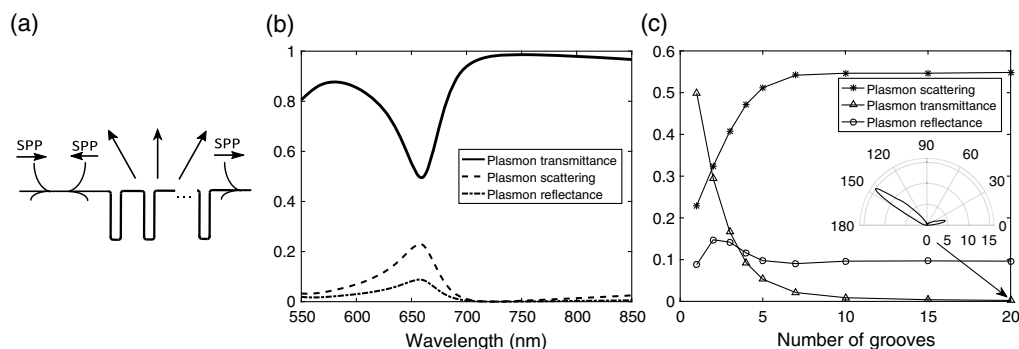 (a)
SPP
SPP
SPP
...
(b)
1
0.8
0.6
0.4
0.2
0
550
600
650
700
750
800
850
Wavelength (nm)
Plasmon transmittance
Plasmon scattering
Plasmon reflectance
(c)
0.6
0.5
0.4
0.3
0.2
0.1
0
0
5
10
15
20
Number of grooves
Plasmon scattering
Plasmon transmittance
Plasmon reflectance
90
120
60
150
30
180
0
0
5
10
15